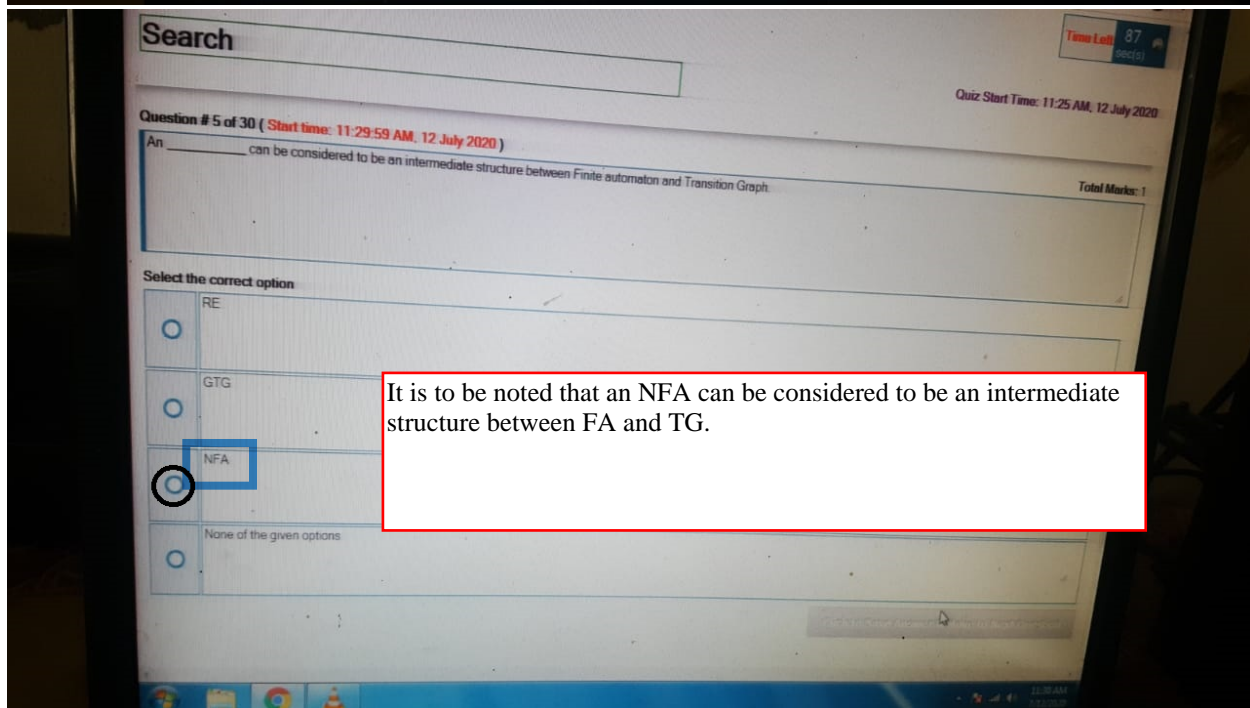 Search
Time Left 87
sec(s)
Quiz Start Time: 11:25 AM, 12 July 2020
Question # 5 of 30 ( Start time: 11:29:59 AM, 12 July 2020 )
Total Marks: 1
An __________ can be considered to be an intermediate structure between Finite automaton and Transition Graph.
Select the correct option
RE
GTG
It is to be noted that an NFA can be considered to be an intermediate
structure between FA and TG.
NFA
None of the given options
11:30 AM